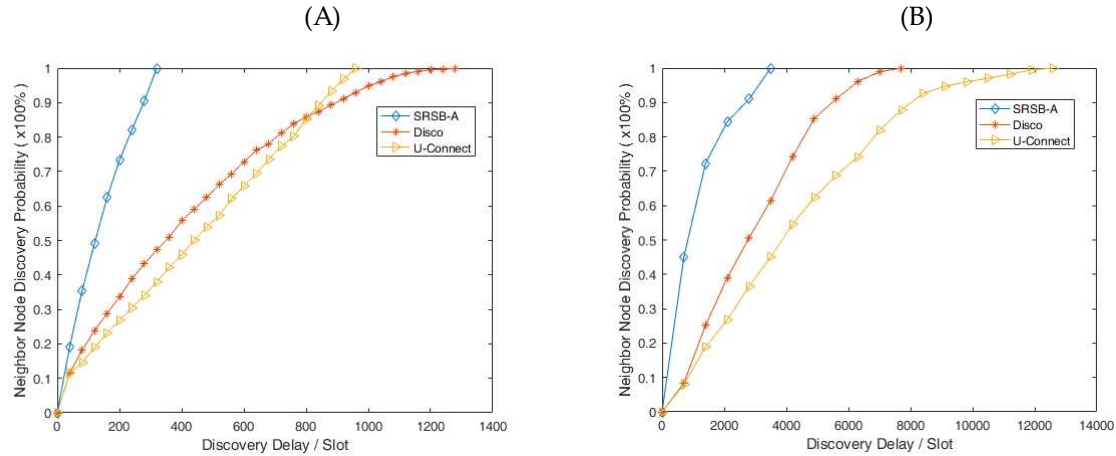 (A)
(B)
1
0.9
0.8
0.7
0.6
0.5
0.4
0.3
0.2
0.1
0
Neighbor Node Discovery Probability ( x100% )
SRSB-A
Disco
U-Connect
0 200 400 600 800 1000 1200 1400
Discovery Delay / Slot
1
0.9
0.8
0.7
0.6
0.5
0.4
0.3
0.2
0.1
0
Neighbor Node Discovery Probability ( x100% )
SRSB-A
Disco
U-Connect
0 2000 4000 6000 8000 10000 12000 14000
Discovery Delay / Slot